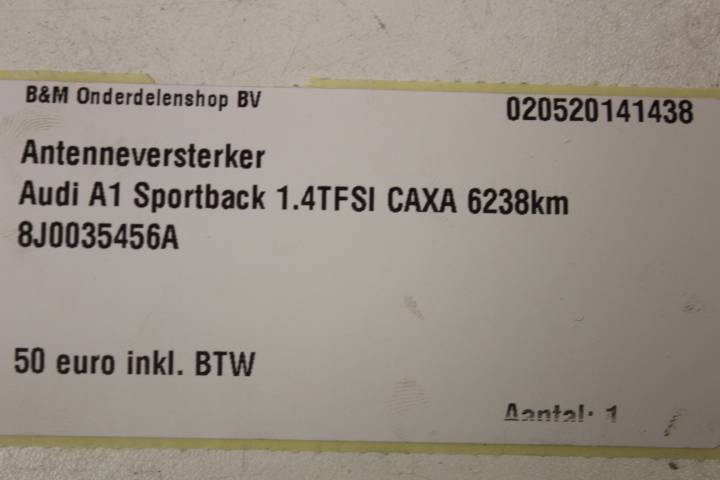 B&M Onderdelenshop BV
020520141438
Antenneversterker
Audi A1 Sportback 1.4TFSI CAXA 6238km
8J0035456A
50 euro inkl. BTW
Aantal: 1